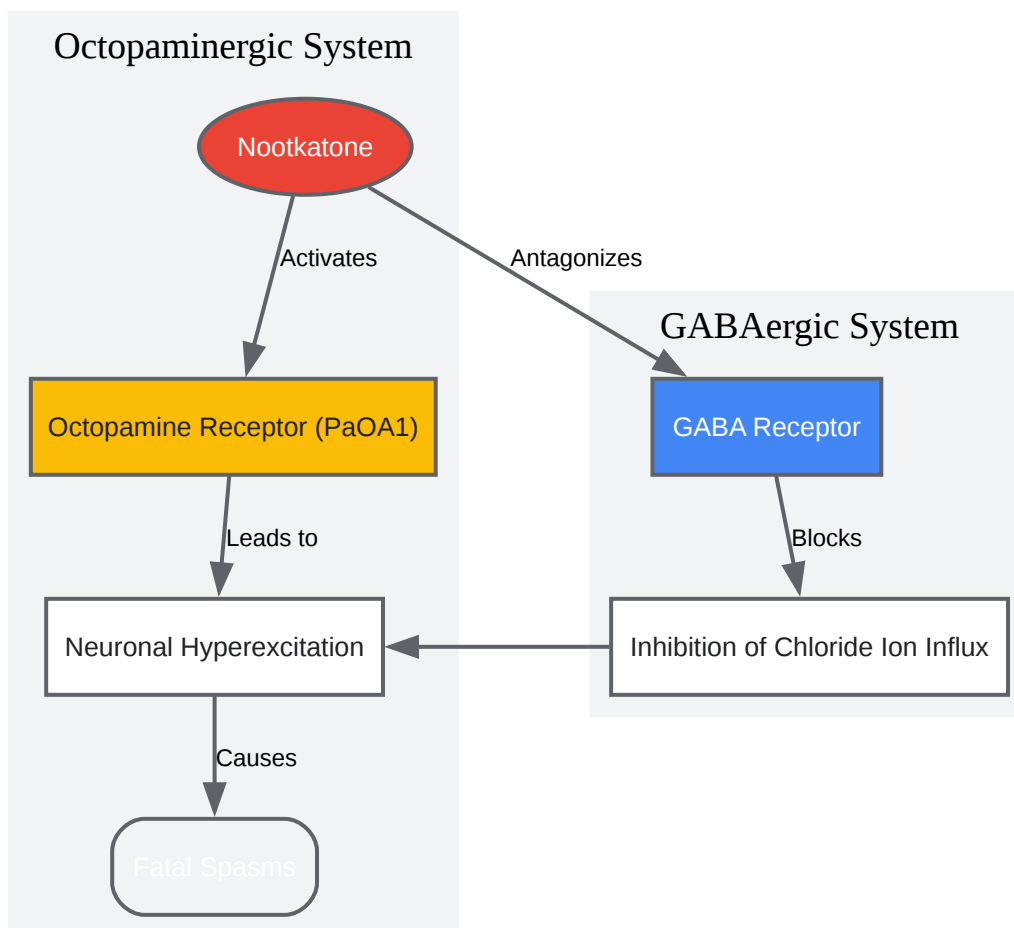 Octopaminergic System
Nootkatone
Activates
Antagonizes
GABAergic System
Octopamine Receptor (PaOA1)
GABA Receptor
Leads to
Blocks
Neuronal Hyperexcitation
Inhibition of Chloride Ion Influx
Causes
Fatal Spasms